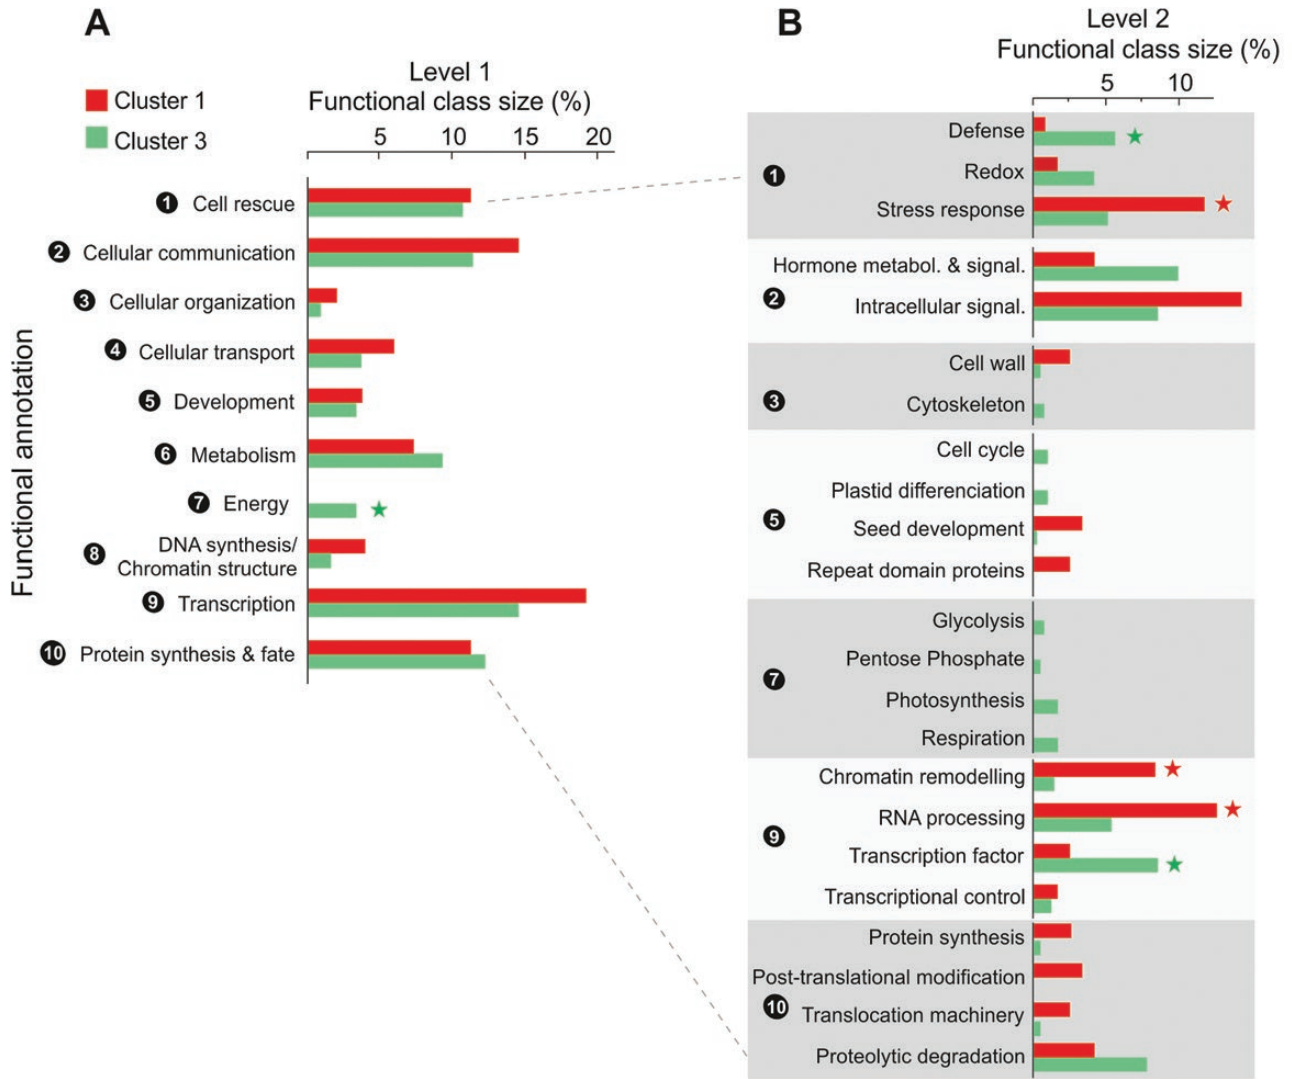 A
Level 1
Functional class size (%)
Cluster 1
Cluster 3
5 10 15 20
Functional annotation
1 Cell rescue
2 Cellular communication
3 Cellular organization
4 Cellular transport
5 Development
6 Metabolism
7 Energy
8 DNA synthesis/
Chromatin structure
9 Transcription
10 Protein synthesis & fate
B
Level 2
Functional class size (%)
5 10
1
Defense
Redox
Stress response
2
Hormone metabol. & signal.
Intracellular signal.
3
Cell wall
Cytoskeleton
5
Cell cycle
Plastid differenciation
Seed development
Repeat domain proteins
7
Glycolysis
Pentose Phosphate
Photosynthesis
Respiration
9
Chromatin remodelling
RNA processing
Transcription factor
Transcriptional control
10
Protein synthesis
Post-translational modification
Translocation machinery
Proteolytic degradation